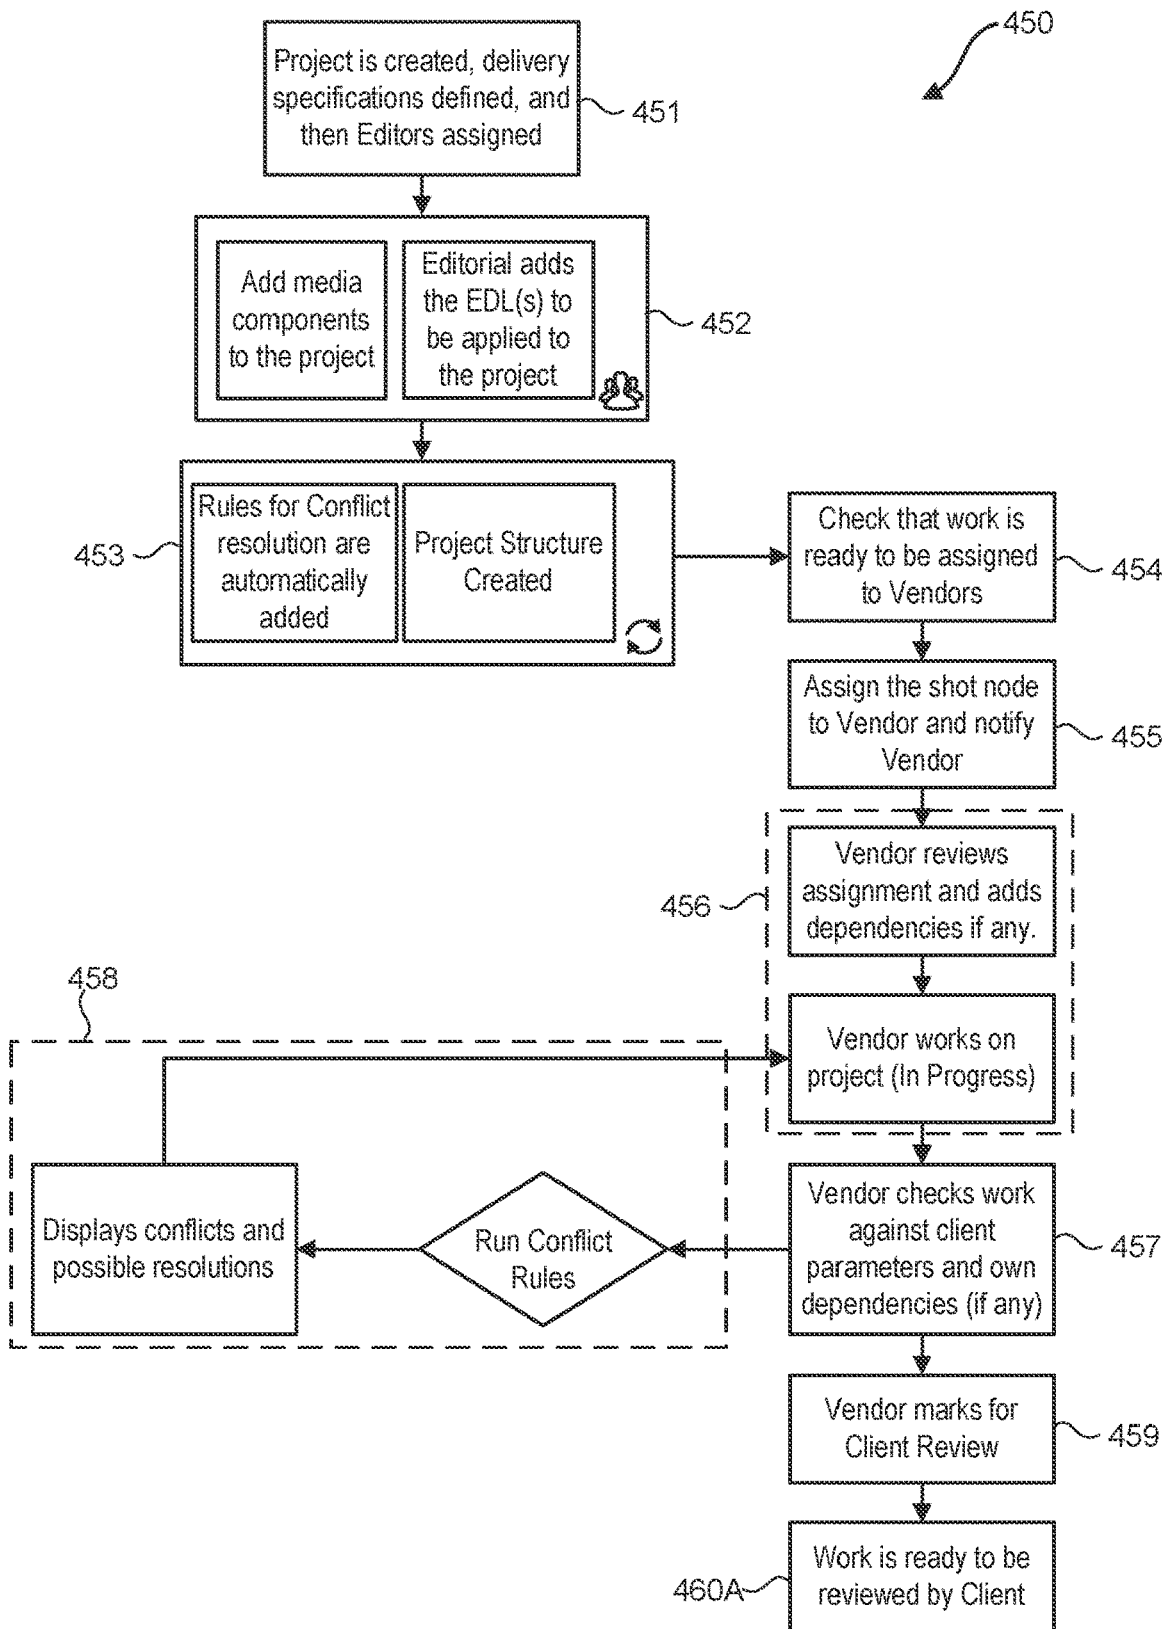 450
Project is created, delivery
specifications defined, and
then Editors assigned
451
Add media
components
to the project
Editorial adds
the EDL(s) to
be applied to
the project
452
453
Rules for Conflict
resolution are
automatically
added
Project Structure
Created
Check that work is
ready to be assigned
to Vendors
454
Assign the shot node
to Vendor and notify
Vendor
455
456
Vendor reviews
assignment and adds
dependencies if any.
Vendor works on
project (In Progress)
458
Displays conflicts and
possible resolutions
Run Conflict
Rules
Vendor checks work
against client
parameters and own
dependencies (if any)
457
Vendor marks for
Client Review
459
460A
Work is ready to be
reviewed by Client